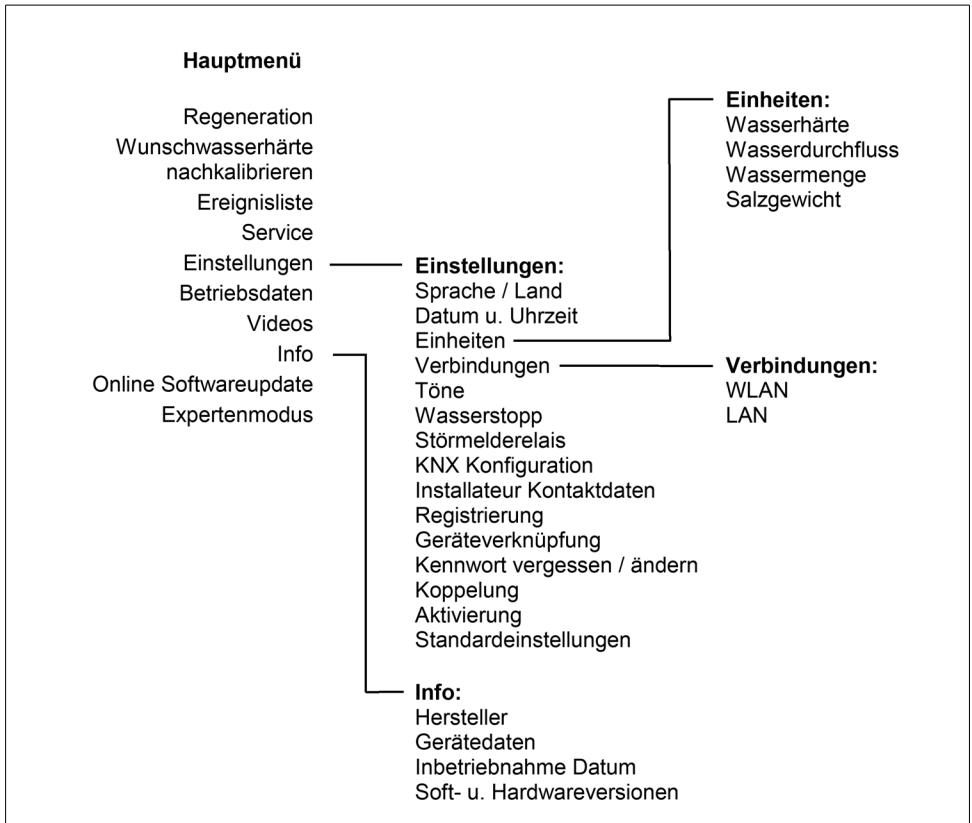 Hauptmenü
Regeneration
Wunschwasserhärte
nachkalibrieren
Ereignisliste
Service
Einstellungen
Betriebsdaten
Videos
Info
Online Softwareupdate
Expertenmodus
Einstellungen:
Sprache / Land
Datum u. Uhrzeit
Einheiten
Verbindungen
Töne
Wasserstopp
Störmelderelais
KNX Konfiguration
Installateur Kontaktdaten
Registrierung
Geräteverknüpfung
Kennwort vergessen / ändern
Koppelung
Aktivierung
Standardeinstellungen
Einheiten:
Wasserhärte
Wasserdurchfluss
Wassermenge
Salzgewicht
Verbindungen:
WLAN
LAN
Info:
Hersteller
Gerätedaten
Inbetriebnahme Datum
Soft- u. Hardwareversionen